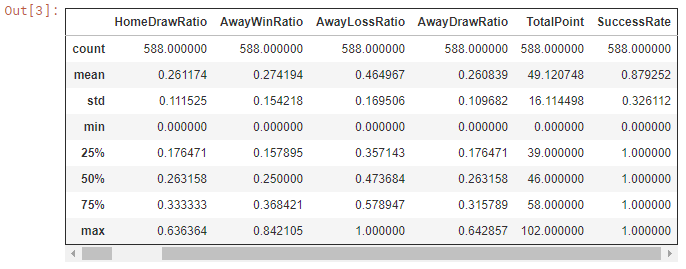 Out[3]:
HomeDrawRatio AwayWinRatio AwayLossRatio AwayDrawRatio TotalPoint SuccessRate
count 588.000000 588.000000 588.000000 588.000000 588.000000 588.000000
mean 0.261174 0.274194 0.464967 0.260839 49.120748 0.879252
std 0.111525 0.154218 0.169506 0.109682 16.114498 0.326112
min 0.000000 0.000000 0.000000 0.000000 0.000000 0.000000
25% 0.176471 0.157895 0.357143 0.176471 39.000000 1.000000
50% 0.263158 0.250000 0.473684 0.263158 46.000000 1.000000
75% 0.333333 0.368421 0.578947 0.315789 58.000000 1.000000
max 0.636364 0.842105 1.000000 0.642857 102.000000 1.000000